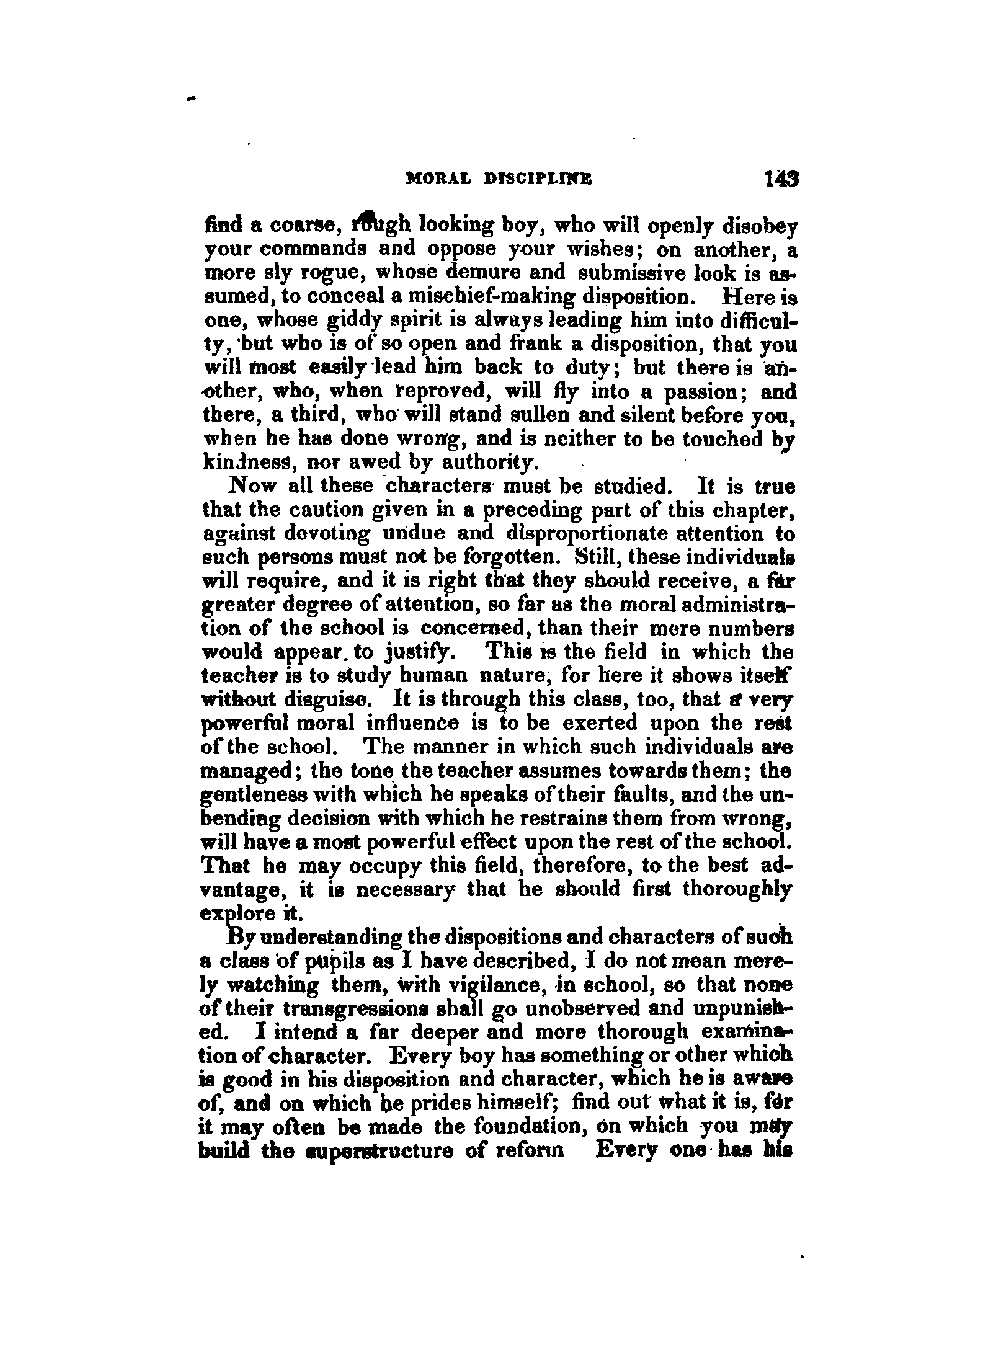 MORAL DISCIPLINE 143
find a coarse, rough looking boy, who will openly disobey
your commands and oppose your wishes; on another, a
more sly rogue, whose demure and submissive look is as-
sumed, to conceal a mischief-making disposition. Here is
one, whose giddy spirit is always leading him into difficul-
ty, but who is of so open and frank a disposition, that you
will most easily lead him back to duty; but there is an-
other, who, when reproved, will fly into a passion; and
there, a third, who will stand sullen and silent before you,
when he has done wrong, and is neither to be touched by
kindness, nor awed by authority.
Now all these characters must be studied. It is true
that the caution given in a preceding part of this chapter,
against devoting undue and disproportionate attention to
such persons must not be forgotten. Still, these individuals
will require, and it is right that they should receive, a far
greater degree of attention, so far as the moral administra-
tion of the school is concerned, than their mere numbers
would appear to justify. This is the field in which the
teacher is to study human nature, for here it shows itself
without disguise. It is through this class, too, that a very
powerful moral influence is to be exerted upon the rest
of the school. The manner in which such individuals are
managed; the tone the teacher assumes towards them; the
gentleness with which he speaks of their faults, and the un-
bending decision with which he restrains them from wrong,
will have a most powerful effect upon the rest of the school.
That he may occupy this field, therefore, to the best ad-
vantage, it is necessary that he should first thoroughly
explore it.
By understanding the dispositions and characters of such
a class of pupils as I have described, I do not mean mere-
ly watching them, with vigilance, in school, so that none
of their transgressions shall go unobserved and unpunish-
ed. I intend a far deeper and more thorough examina-
tion of character. Every boy has something or other which
is good in his disposition and character, which he is aware
of, and on which he prides himself; find out what it is, for
it may often be made the foundation, on which you may
build the superstructure of reform Every one has his